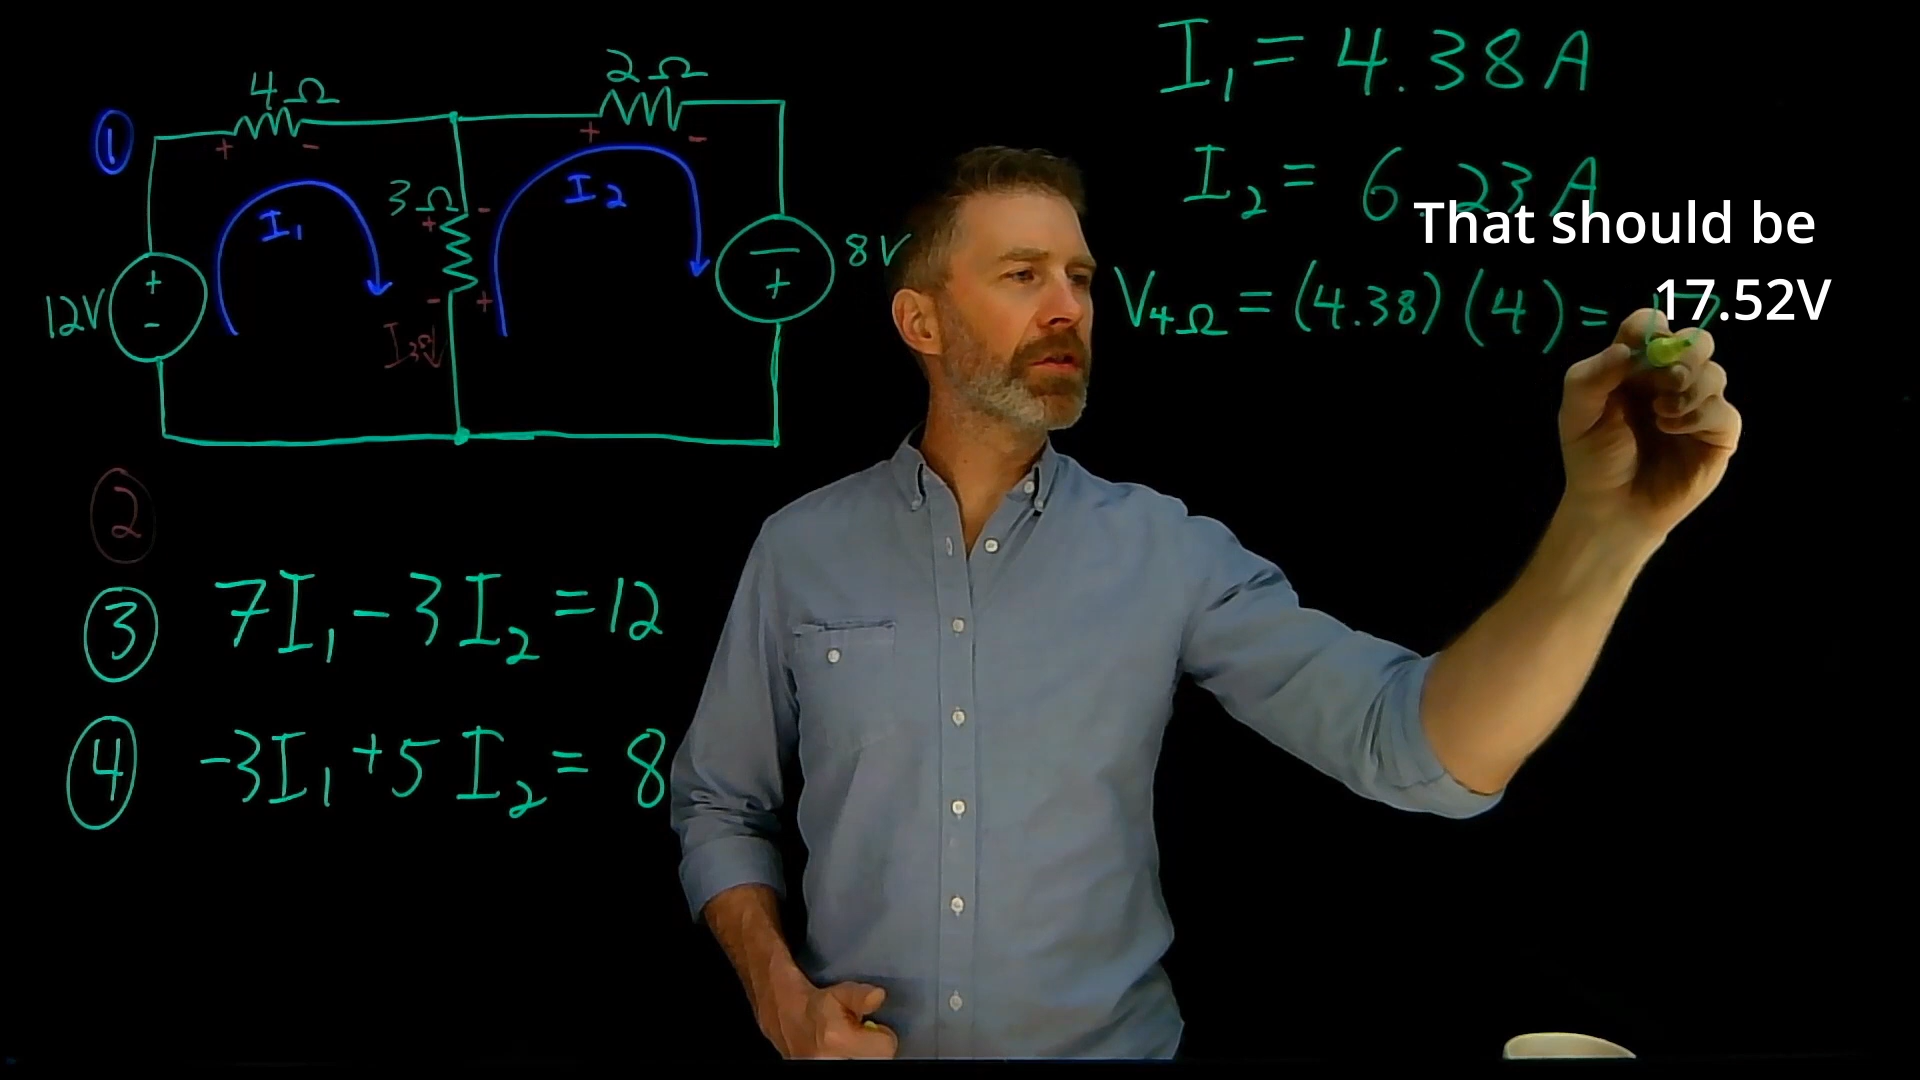 ①
4Ω
2Ω
+ -
+ -
3Ω
+ -
- +
I₁
I₂
12V
+
-
I₃Ω↓
-
+
8V
②
③ 7I₁ - 3I₂ = 12
④ -3I₁ + 5I₂ = 8
I₁ = 4.38A
I₂ = 6.23A
That should be
17.52V
V₄Ω = (4.38)(4) =